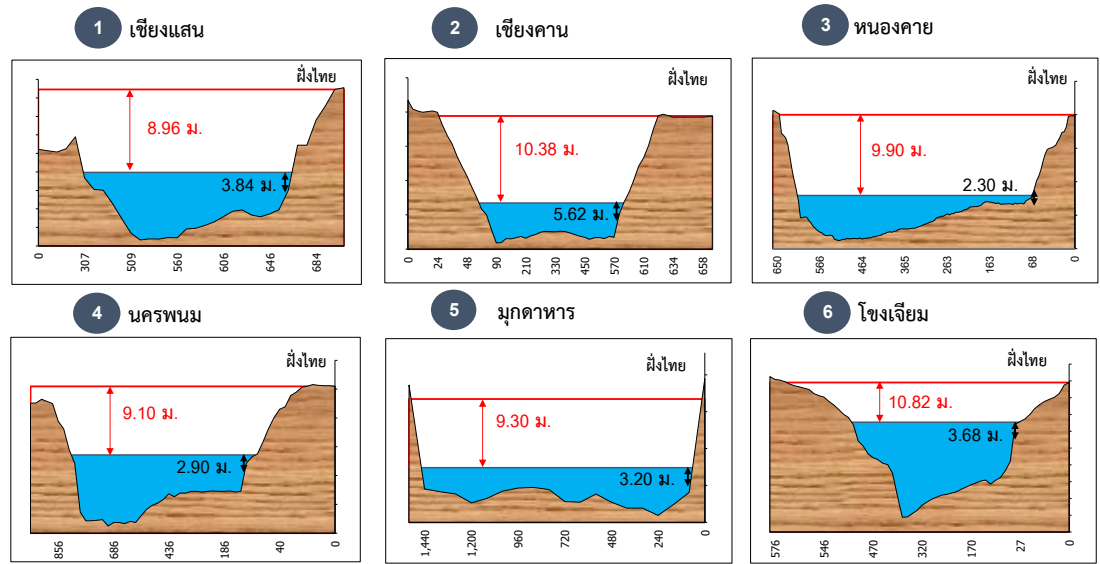 1 เชียงแสน
ฝั่งไทย
8.96 ม.
3.84 ม.
0 307 509 560 606 646 684
2 เชียงคาน
ฝั่งไทย
10.38 ม.
5.62 ม.
0 24 48 90 210 330 450 570 610 634 658
3 หนองคาย
ฝั่งไทย
9.90 ม.
2.30 ม.
650 566 464 365 263 163 68 0
4 นครพนม
ฝั่งไทย
9.10 ม.
2.90 ม.
856 686 436 186 40 0
5 มุกดาหาร
ฝั่งไทย
9.30 ม.
3.20 ม.
1,440 1,200 960 720 480 240 0
6 โขงเจียม
ฝั่งไทย
10.82 ม.
3.68 ม.
576 546 470 320 170 27 0